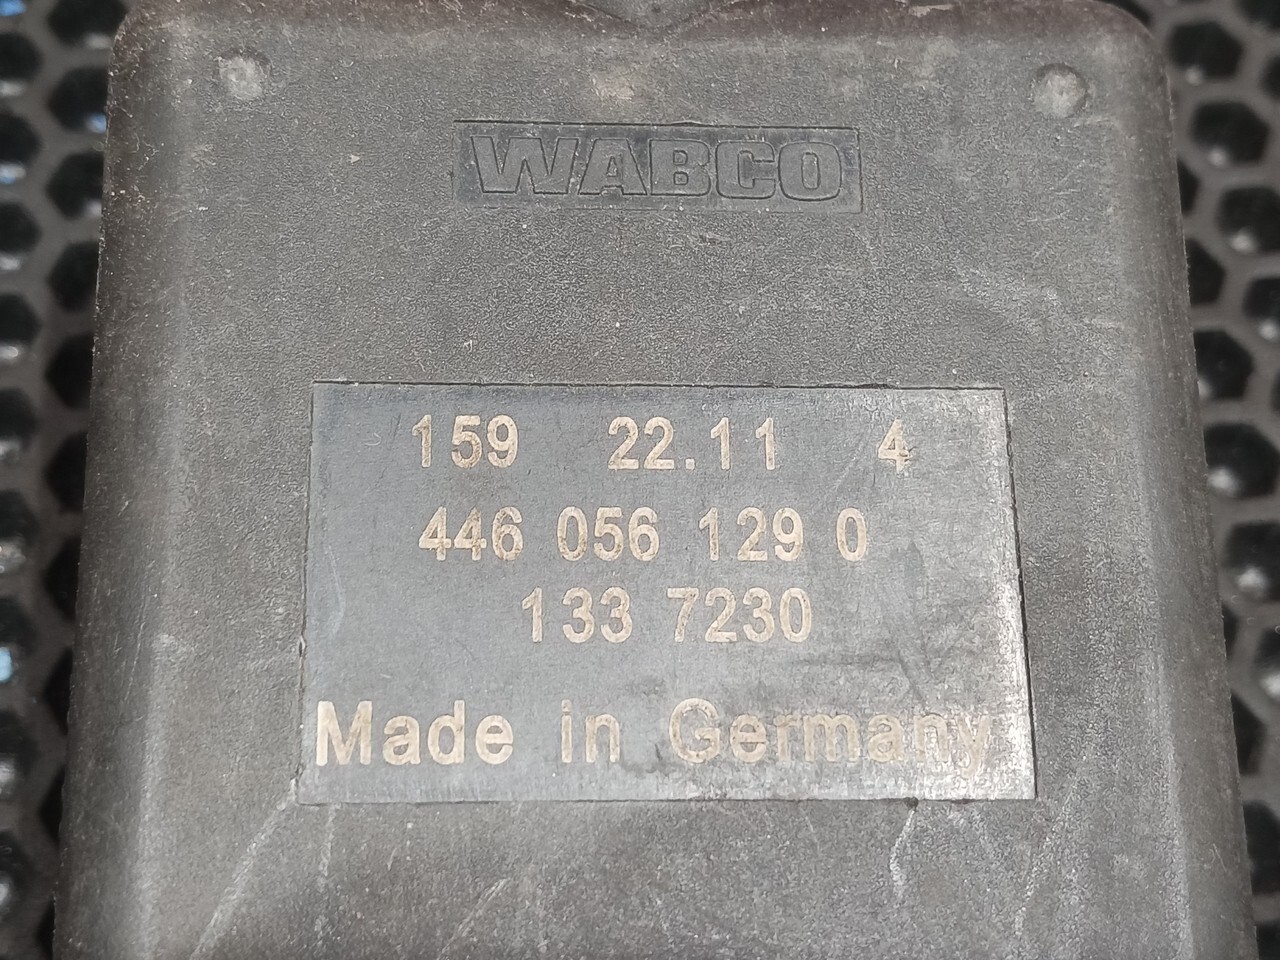 WABCO
159 22.11 4
446 056 129 0
133 7230
Made in Germany